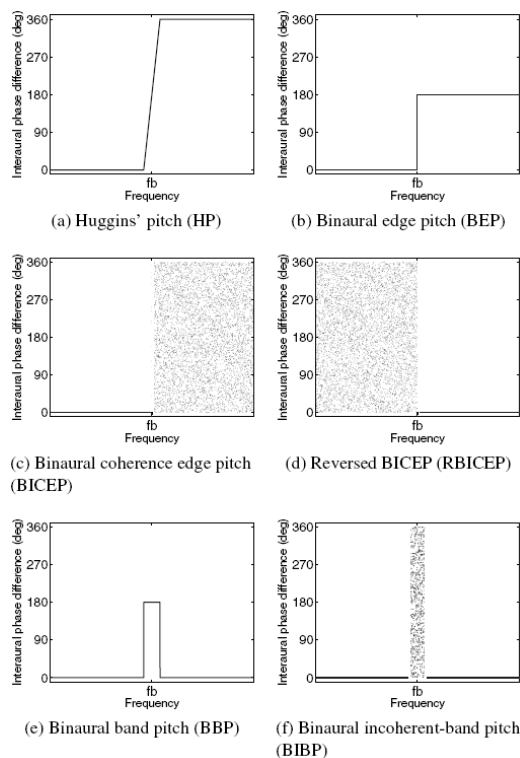 Interaural phase difference (deg)
360
270
180
90
0
fb
Frequency
(a) Huggins' pitch (HP)
Interaural phase difference (deg)
360
270
180
90
0
fb
Frequency
(b) Binaural edge pitch (BEP)
Interaural phase difference (deg)
360
270
180
90
0
fb
Frequency
(c) Binaural coherence edge pitch
(BICEP)
Interaural phase difference (deg)
360
270
180
90
0
fb
Frequency
(d) Reversed BICEP (RBICEP)
Interaural phase difference (deg)
360
270
180
90
0
fb
Frequency
(e) Binaural band pitch (BBP)
Interaural phase difference (deg)
360
270
180
90
0
fb
Frequency
(f) Binaural incoherent-band pitch
(BIBP)